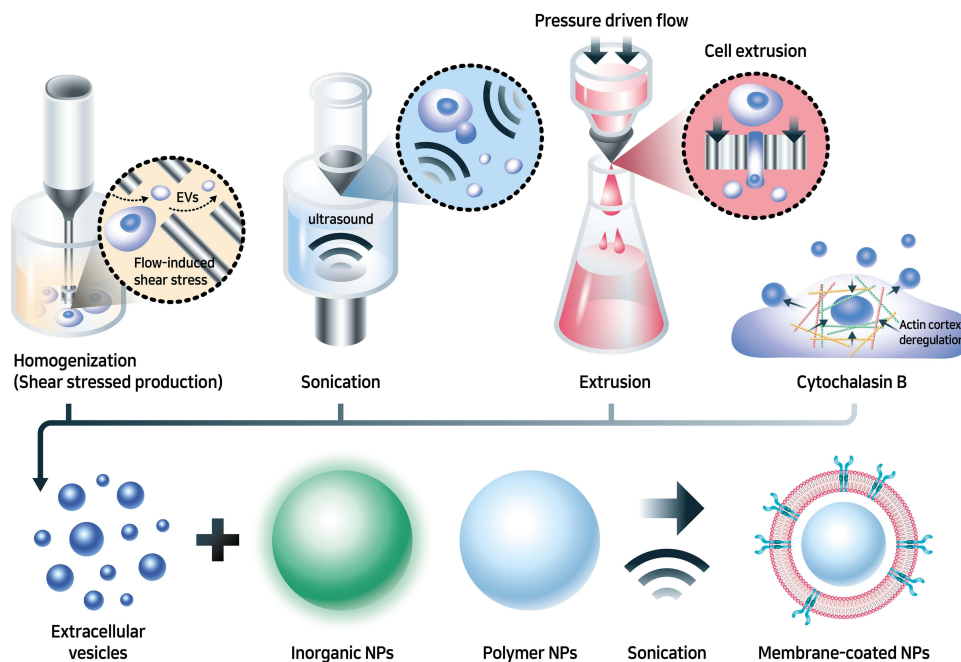 Pressure driven flow
Cell extrusion
EVs
Flow-induced
shear stress
ultrasound
Actin cortex
deregulation
Homogenization
(Shear stressed production)
Sonication
Extrusion
Cytochalasin B
Extracellular
vesicles
Inorganic NPs
Polymer NPs
Sonication
Membrane-coated NPs